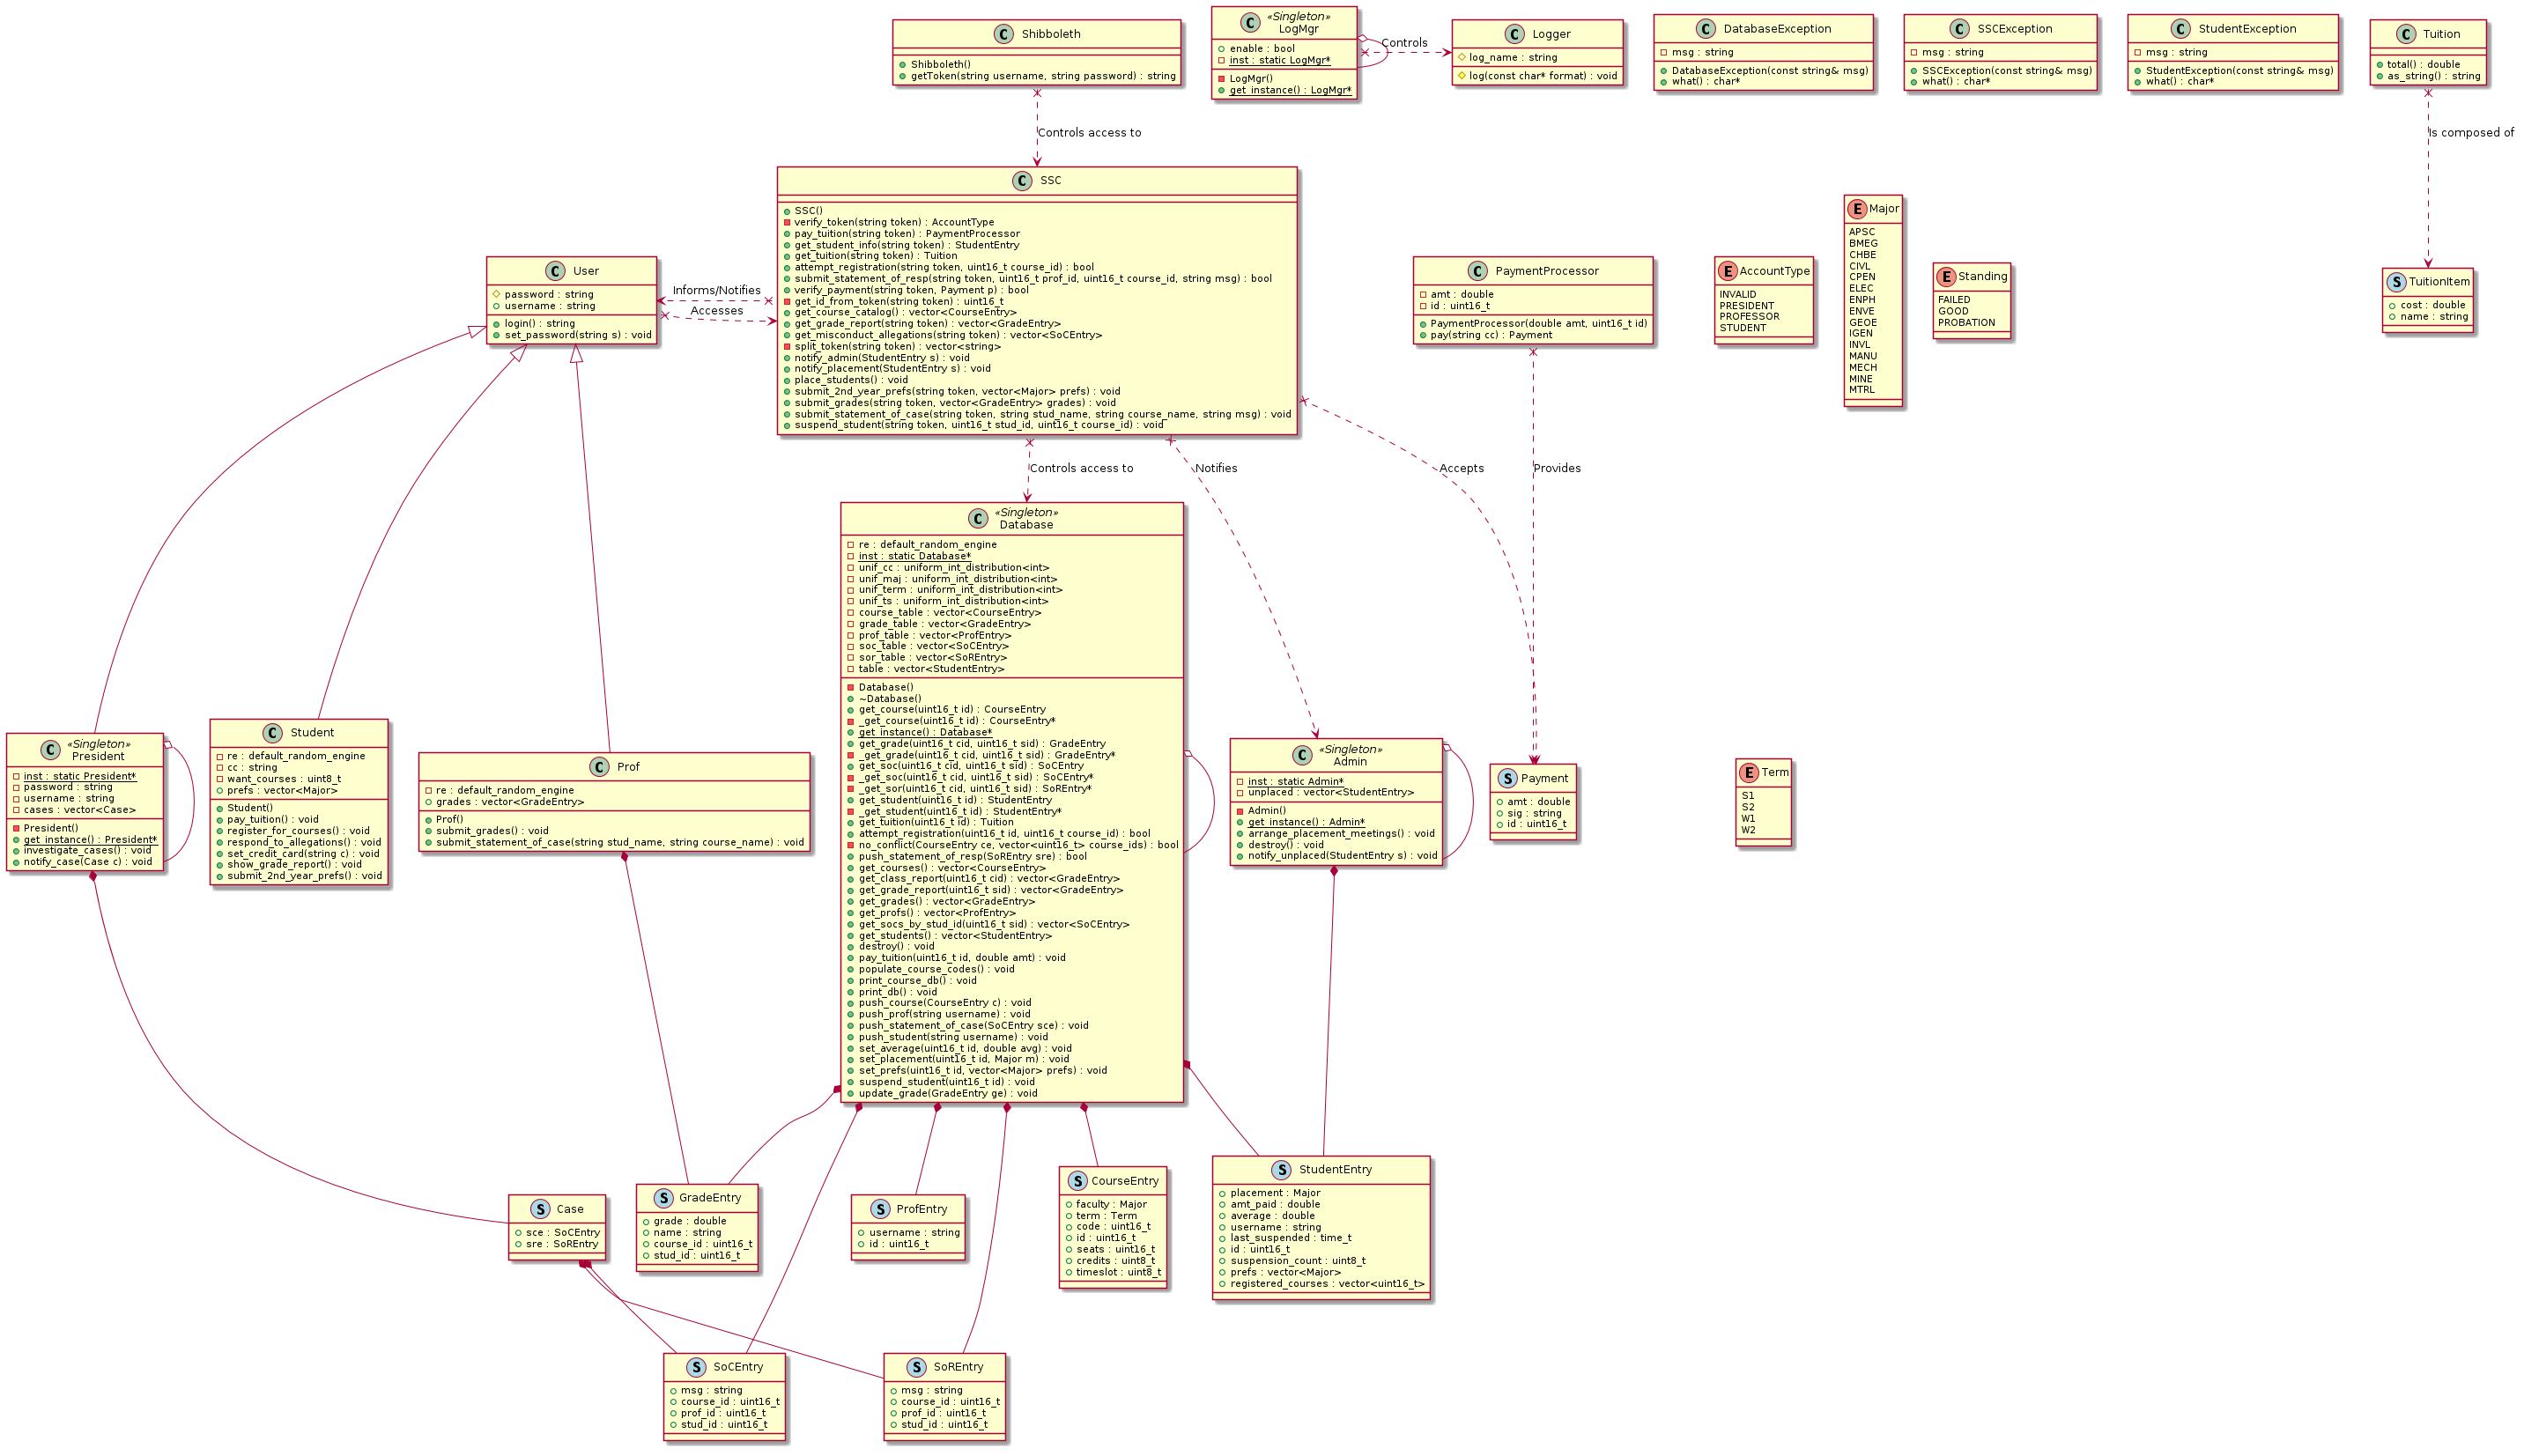 C Shibboleth
Shibboleth()
getToken(string username, string password) : string
«Singleton»
C LogMgr
enable : bool
inst : static LogMgr*
LogMgr()
get_instance() : LogMgr*
Controls
C Logger
log_name : string
log(const char* format) : void
C DatabaseException
msg : string
DatabaseException(const string& msg)
what() : char*
C SSCException
msg : string
SSCException(const string& msg)
what() : char*
C StudentException
msg : string
StudentException(const string& msg)
what() : char*
C Tuition
total() : double
as_string() : string
Controls access to
Is composed of
C SSC
SSC()
verify_token(string token) : AccountType
pay_tuition(string token) : PaymentProcessor
get_student_info(string token) : StudentEntry
get_tuition(string token) : Tuition
attempt_registration(string token, uint16_t course_id) : bool
submit_statement_of_resp(string token, uint16_t prof_id, uint16_t course_id, string msg) : bool
verify_payment(string token, Payment p) : bool
get_id_from_token(string token) : uint16_t
get_course_catalog() : vector<CourseEntry>
get_grade_report(string token) : vector<GradeEntry>
get_misconduct_allegations(string token) : vector<SoCEntry>
split_token(string token) : vector<string>
notify_admin(StudentEntry s) : void
notify_placement(StudentEntry s) : void
place_students() : void
submit_2nd_year_prefs(string token, vector<Major> prefs) : void
submit_grades(string token, vector<GradeEntry> grades) : void
submit_statement_of_case(string token, string stud_name, string course_name, string msg) : void
suspend_student(string token, uint16_t stud_id, uint16_t course_id) : void
C User
password : string
username : string
login() : string
set_password(string s) : void
Informs/Notifies
Accesses
C PaymentProcessor
amt : double
id : uint16_t
PaymentProcessor(double amt, uint16_t id)
pay(string cc) : Payment
E AccountType
INVALID
PRESIDENT
PROFESSOR
STUDENT
E Major
APSC
BMEG
CHBE
CIVL
CPEN
ELEC
ENPH
ENVE
GEOE
IGEN
INVL
MANU
MECH
MINE
MTRL
E Standing
FAILED
GOOD
PROBATION
S TuitionItem
cost : double
name : string
Controls access to
Notifies
Accepts
Provides
«Singleton»
C Database
re : default_random_engine
inst : static Database*
unif_cc : uniform_int_distribution<int>
unif_maj : uniform_int_distribution<int>
unif_term : uniform_int_distribution<int>
unif_ts : uniform_int_distribution<int>
course_table : vector<CourseEntry>
grade_table : vector<GradeEntry>
prof_table : vector<ProfEntry>
soc_table : vector<SoCEntry>
sor_table : vector<SoREntry>
table : vector<StudentEntry>
Database()
~Database()
get_course(uint16_t id) : CourseEntry
_get_course(uint16_t id) : CourseEntry*
get_instance() : Database*
get_grade(uint16_t cid, uint16_t sid) : GradeEntry
_get_grade(uint16_t cid, uint16_t sid) : GradeEntry*
get_soc(uint16_t cid, uint16_t sid) : SoCEntry
_get_soc(uint16_t cid, uint16_t sid) : SoCEntry*
_get_sor(uint16_t cid, uint16_t sid) : SoREntry*
get_student(uint16_t id) : StudentEntry
_get_student(uint16_t id) : StudentEntry*
get_tuition(uint16_t id) : Tuition
attempt_registration(uint16_t id, uint16_t course_id) : bool
no_conflict(CourseEntry ce, vector<uint16_t> course_ids) : bool
push_statement_of_resp(SoREntry sre) : bool
get_courses() : vector<CourseEntry>
get_class_report(uint16_t cid) : vector<GradeEntry>
get_grade_report(uint16_t sid) : vector<GradeEntry>
get_grades() : vector<GradeEntry>
get_profs() : vector<ProfEntry>
get_socs_by_stud_id(uint16_t sid) : vector<SoCEntry>
get_students() : vector<StudentEntry>
destroy() : void
pay_tuition(uint16_t id, double amt) : void
populate_course_codes() : void
print_course_db() : void
print_db() : void
push_course(CourseEntry c) : void
push_prof(string username) : void
push_statement_of_case(SoCEntry sce) : void
push_student(string username) : void
set_average(uint16_t id, double avg) : void
set_placement(uint16_t id, Major m) : void
set_prefs(uint16_t id, vector<Major> prefs) : void
suspend_student(uint16_t id) : void
update_grade(GradeEntry ge) : void
«Singleton»
C President
inst : static President*
password : string
username : string
cases : vector<Case>
President()
get_instance() : President*
investigate_cases() : void
notify_case(Case c) : void
C Student
re : default_random_engine
cc : string
want_courses : uint8_t
prefs : vector<Major>
Student()
pay_tuition() : void
register_for_courses() : void
respond_to_allegations() : void
set_credit_card(string c) : void
show_grade_report() : void
submit_2nd_year_prefs() : void
C Prof
re : default_random_engine
grades : vector<GradeEntry>
Prof()
submit_grades() : void
submit_statement_of_case(string stud_name, string course_name) : void
«Singleton»
C Admin
inst : static Admin*
unplaced : vector<StudentEntry>
Admin()
get_instance() : Admin*
arrange_placement_meetings() : void
destroy() : void
notify_unplaced(StudentEntry s) : void
S Payment
amt : double
sig : string
id : uint16_t
E Term
S1
S2
W1
W2
S Case
sce : SoCEntry
sre : SoREntry
S GradeEntry
grade : double
name : string
course_id : uint16_t
stud_id : uint16_t
S ProfEntry
username : string
id : uint16_t
S CourseEntry
faculty : Major
term : Term
code : uint16_t
id : uint16_t
seats : uint16_t
credits : uint8_t
timeslot : uint8_t
S StudentEntry
placement : Major
amt_paid : double
average : double
username : string
last_suspended : time_t
id : uint16_t
suspension_count : uint8_t
prefs : vector<Major>
registered_courses : vector<uint16_t>
S SoCEntry
msg : string
course_id : uint16_t
prof_id : uint16_t
stud_id : uint16_t
S SoREntry
msg : string
course_id : uint16_t
prof_id : uint16_t
stud_id : uint16_t